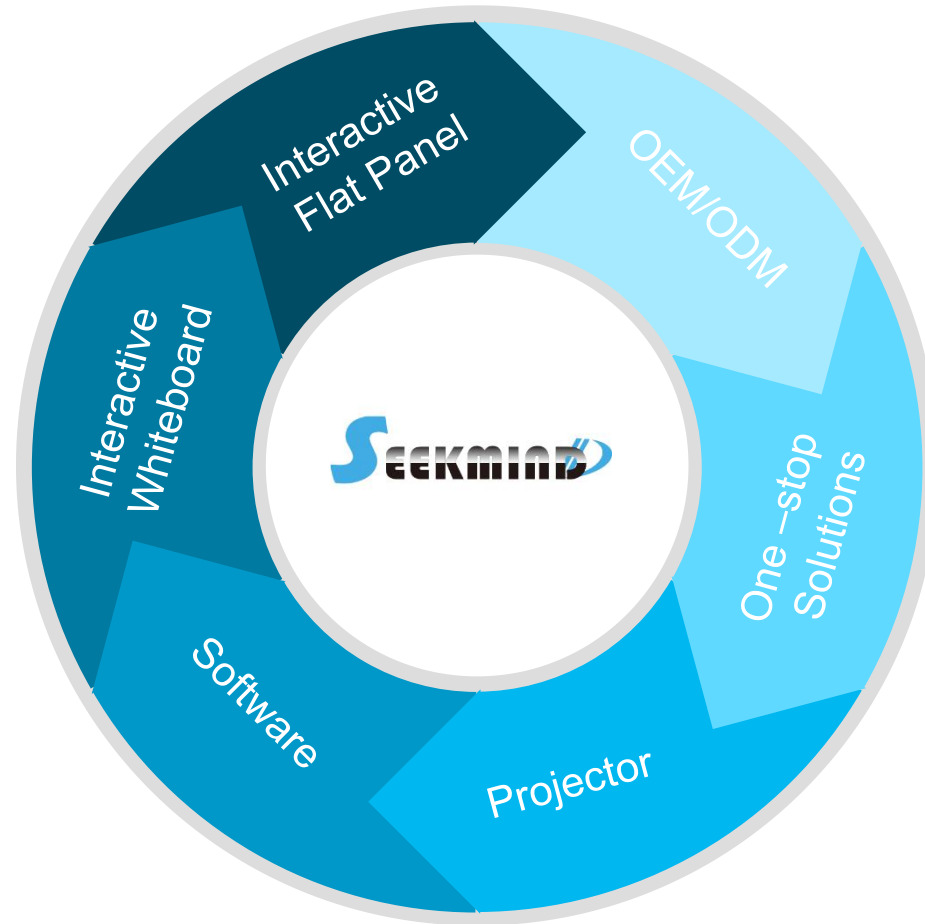 Interactive
Flat Panel
OEM/ODM
One –stop
Solutions
Projector
Software
Interactive
Whiteboard
SEEKMIND